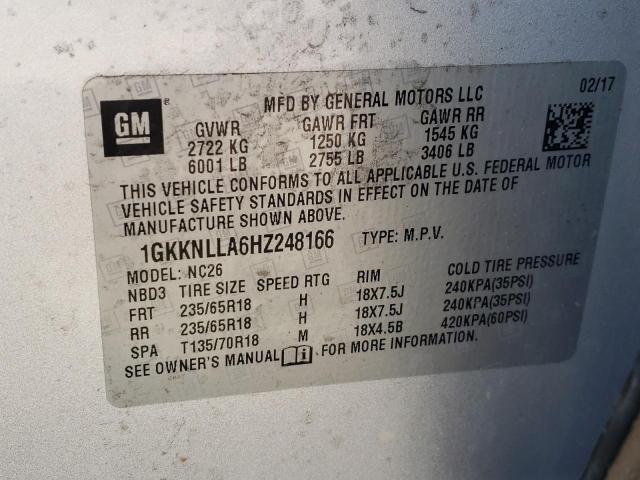 GM
MFD BY GENERAL MOTORS LLC 02/17
GVWR GAWR FRT GAWR RR
2722 KG 1250 KG 1545 KG
6001 LB 2755 LB 3406 LB
THIS VEHICLE CONFORMS TO ALL APPLICABLE U.S. FEDERAL MOTOR
VEHICLE SAFETY STANDARDS IN EFFECT ON THE DATE OF
MANUFACTURE SHOWN ABOVE.
1GKKNLLA6HZ248166 TYPE: M.P.V.
MODEL: NC26
NBD3 TIRE SIZE SPEED RTG RIM COLD TIRE PRESSURE
FRT 235/65R18 H 18X7.5J 240KPA(35PSI)
RR 235/65R18 H 18X7.5J 240KPA(35PSI)
SPA T135/70R18 M 18X4.5B 420KPA(60PSI)
SEE OWNER'S MANUAL FOR MORE INFORMATION.